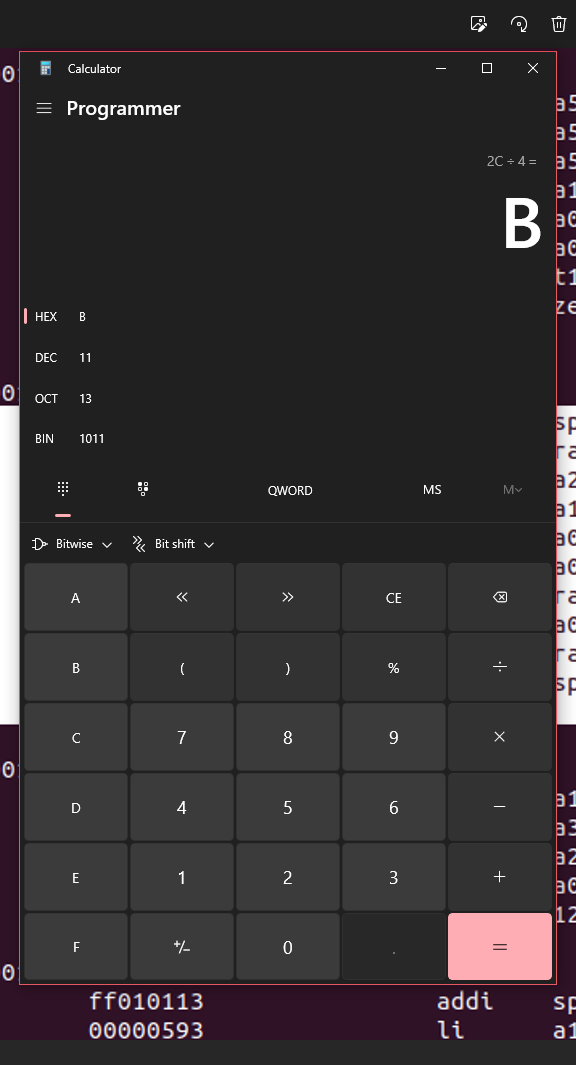 Calculator
Programmer
2C ÷ 4 =
B
HEX B
DEC 11
OCT 13
BIN 1011
QWORD MS M
Bitwise Bit shift
A « » CE
B ( ) % ÷
C 7 8 9 ×
D 4 5 6 −
E 1 2 3 +
F +/− 0 . =
ff010113 addi sp
00000593 li a1